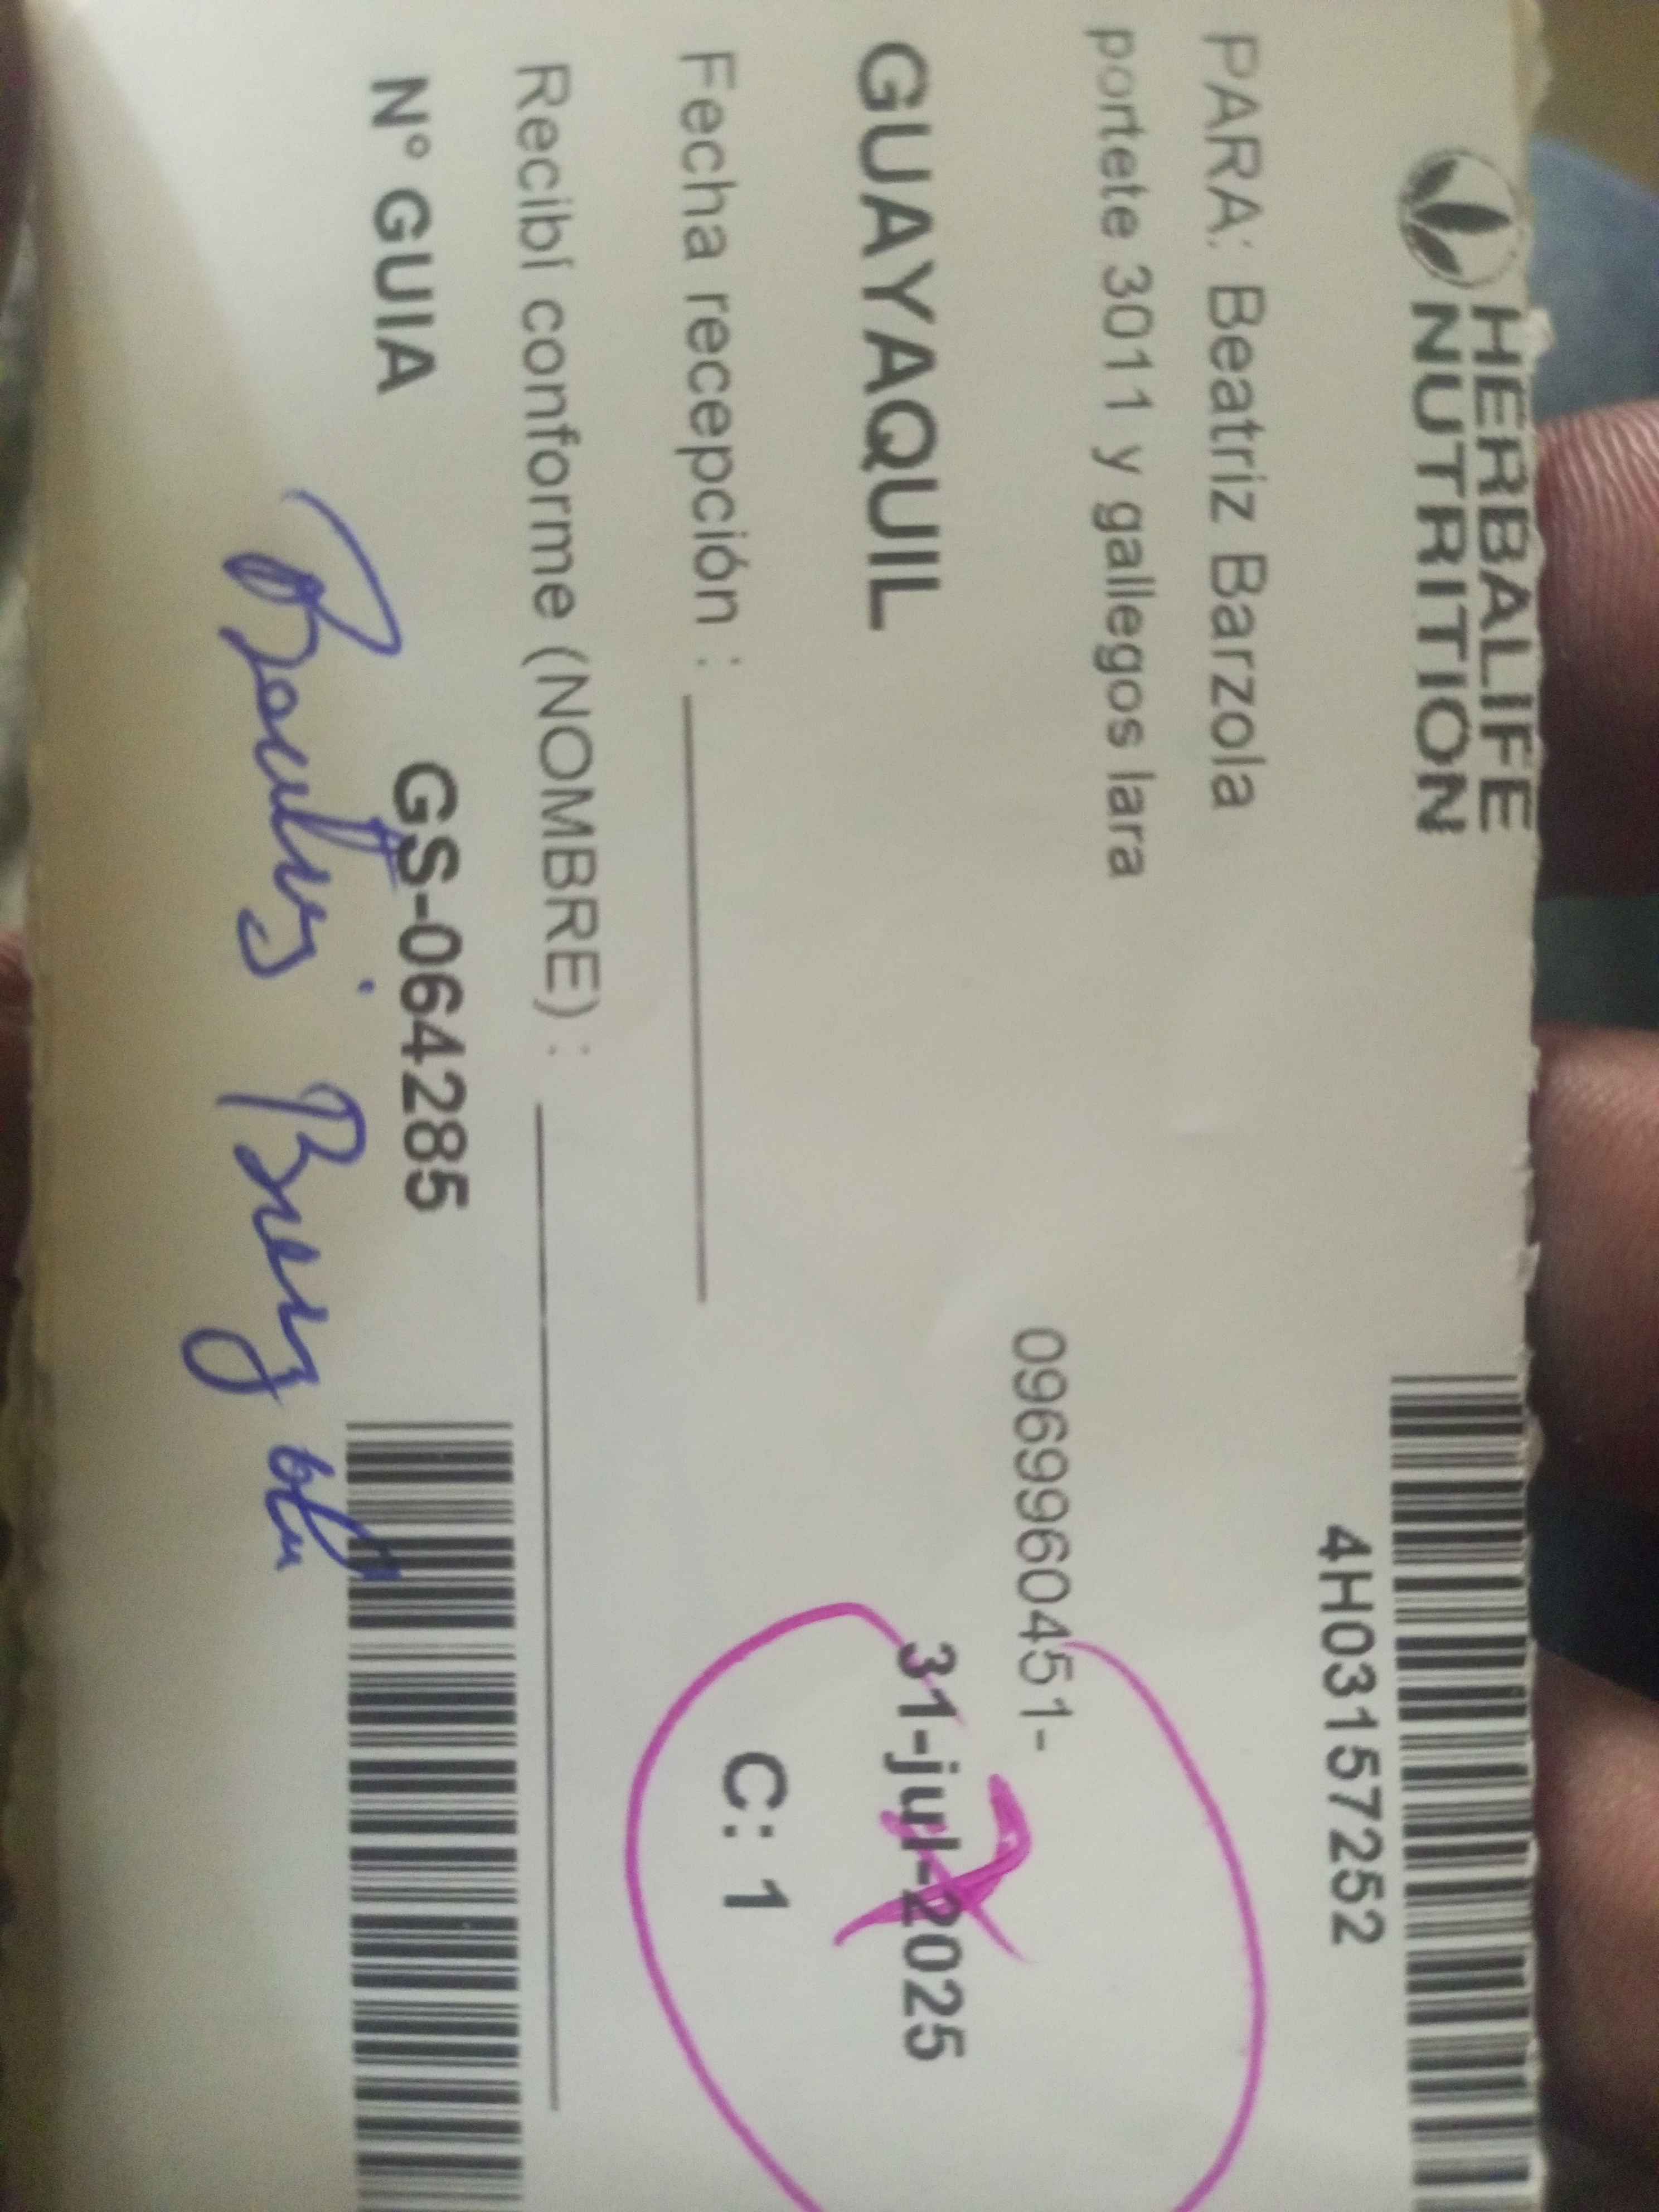 HERBALIFE
NUTRITION
4H03157252
PARA: Beatriz Barzola
portete 3011 y gallegos lara
0969960451-
GUAYAQUIL
31-jul-2025
Fecha recepción :
C: 1
Recibí conforme (NOMBRE) :
N° GUIA
GS-064285